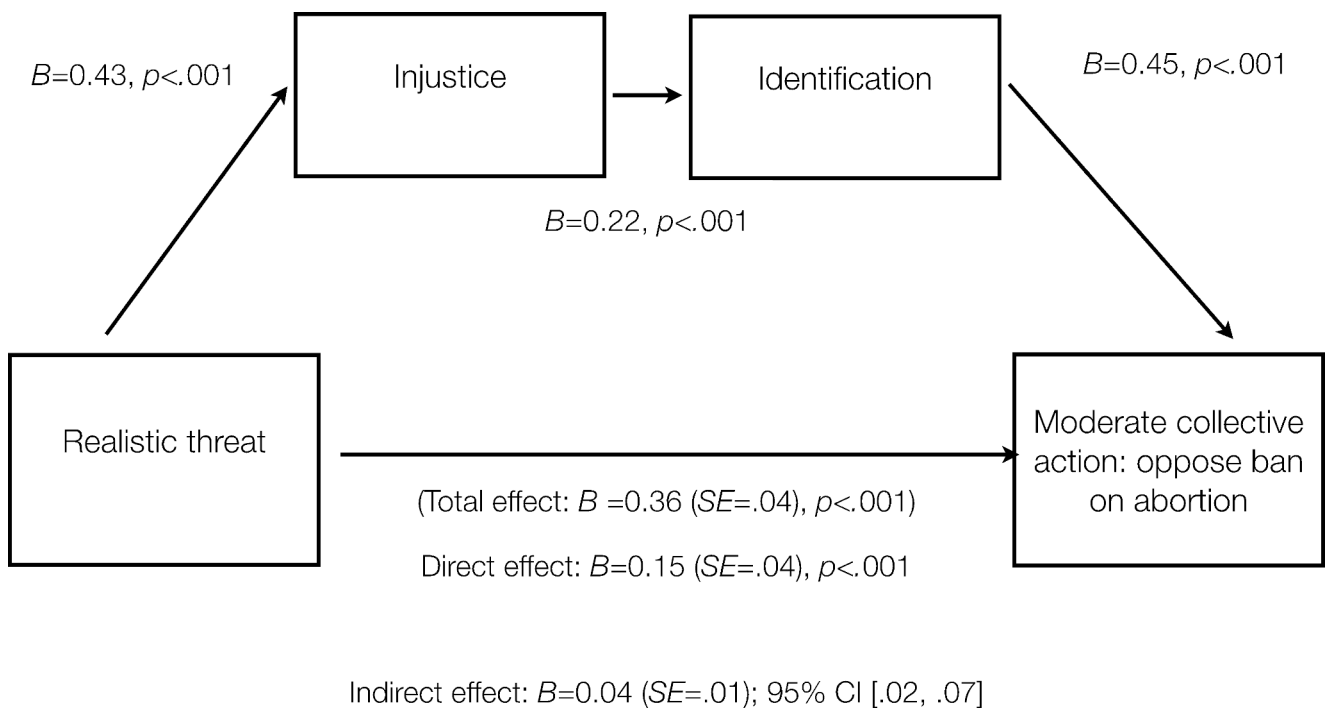 B=0.43, p<.001
Injustice
Identification
B=0.45, p<.001
B=0.22, p<.001
Realistic threat
Moderate collective
action: oppose ban
on abortion
(Total effect: B =0.36 (SE=.04), p<.001)
Direct effect: B=0.15 (SE=.04), p<.001
Indirect effect: B=0.04 (SE=.01); 95% CI [.02, .07]